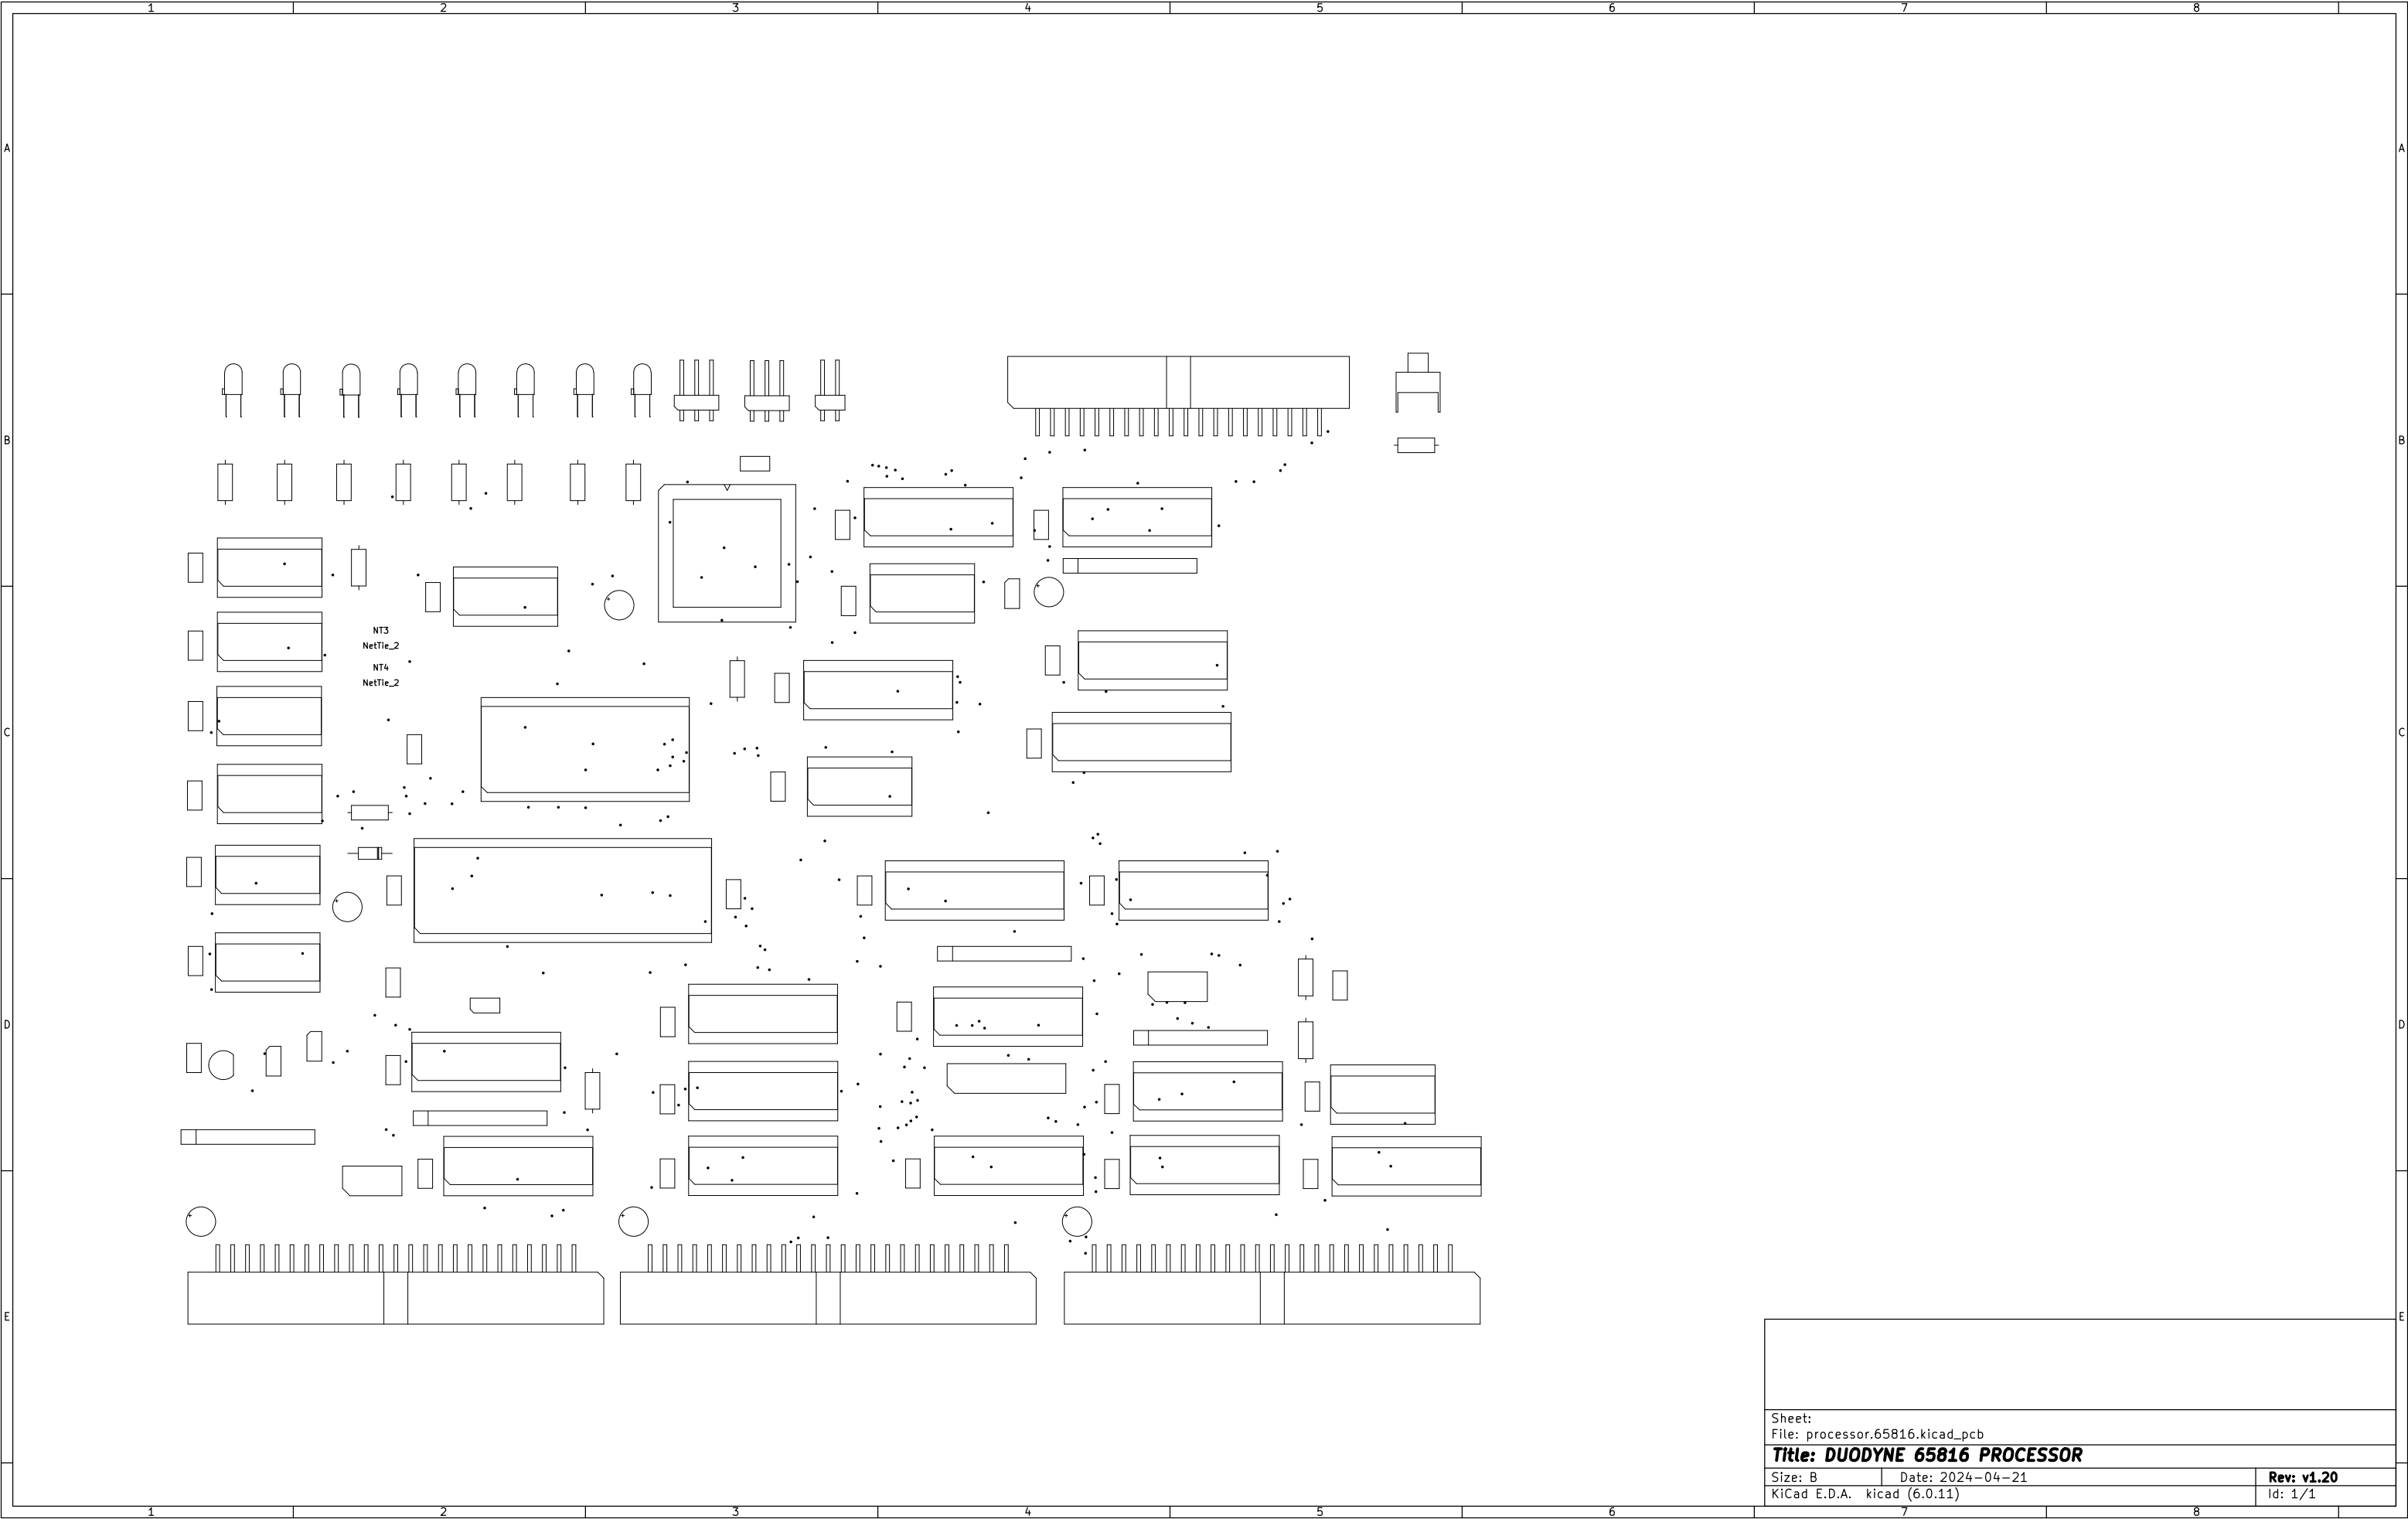 1 2 3 4 5 6 7 8
A A
B B
NT3
NetTie_2
NT4
NetTie_2
C C
D D
E E
Sheet:
File: processor.65816.kicad_pcb
Title: DUODYNE 65816 PROCESSOR
Size: B Date: 2024-04-21 Rev: v1.20
KiCad E.D.A. kicad (6.0.11) Id: 1/1
1 2 3 4 5 6 7 8